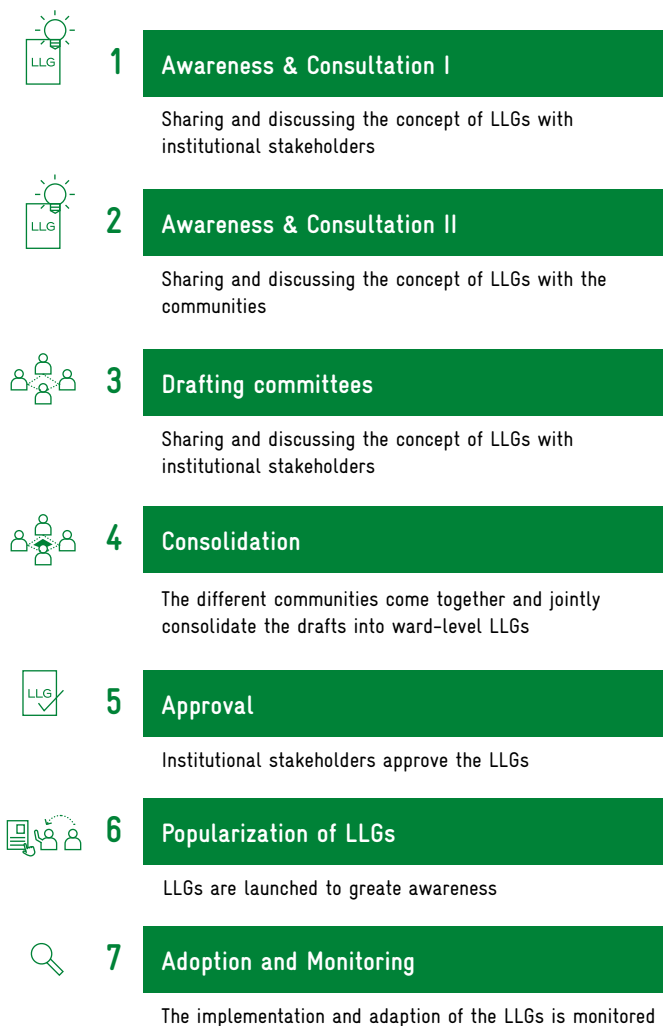 LLG
1
Awareness & Consultation I
Sharing and discussing the concept of LLGs with
institutional stakeholders
LLG
2
Awareness & Consultation II
Sharing and discussing the concept of LLGs with the
communities
3
Drafting committees
Sharing and discussing the concept of LLGs with
institutional stakeholders
4
Consolidation
The different communities come together and jointly
consolidate the drafts into ward-level LLGs
LLG
5
Approval
Institutional stakeholders approve the LLGs
6
Popularization of LLGs
LLGs are launched to greate awareness
7
Adoption and Monitoring
The implementation and adaption of the LLGs is monitored